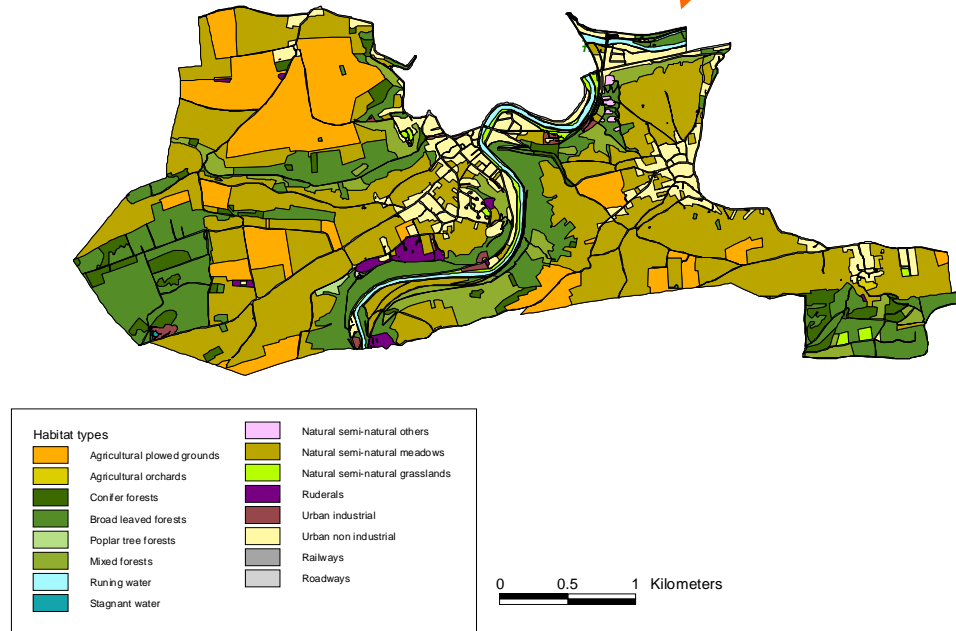 Habitat types
Agricultural plowed grounds
Agricultural orchards
Conifer forests
Broad leaved forests
Poplar tree forests
Mixed forests
Runing water
Stagnant water
Natural semi-natural others
Natural semi-natural meadows
Natural semi-natural grasslands
Ruderals
Urban industrial
Urban non industrial
Railways
Roadways
0 0.5 1 Kilometers